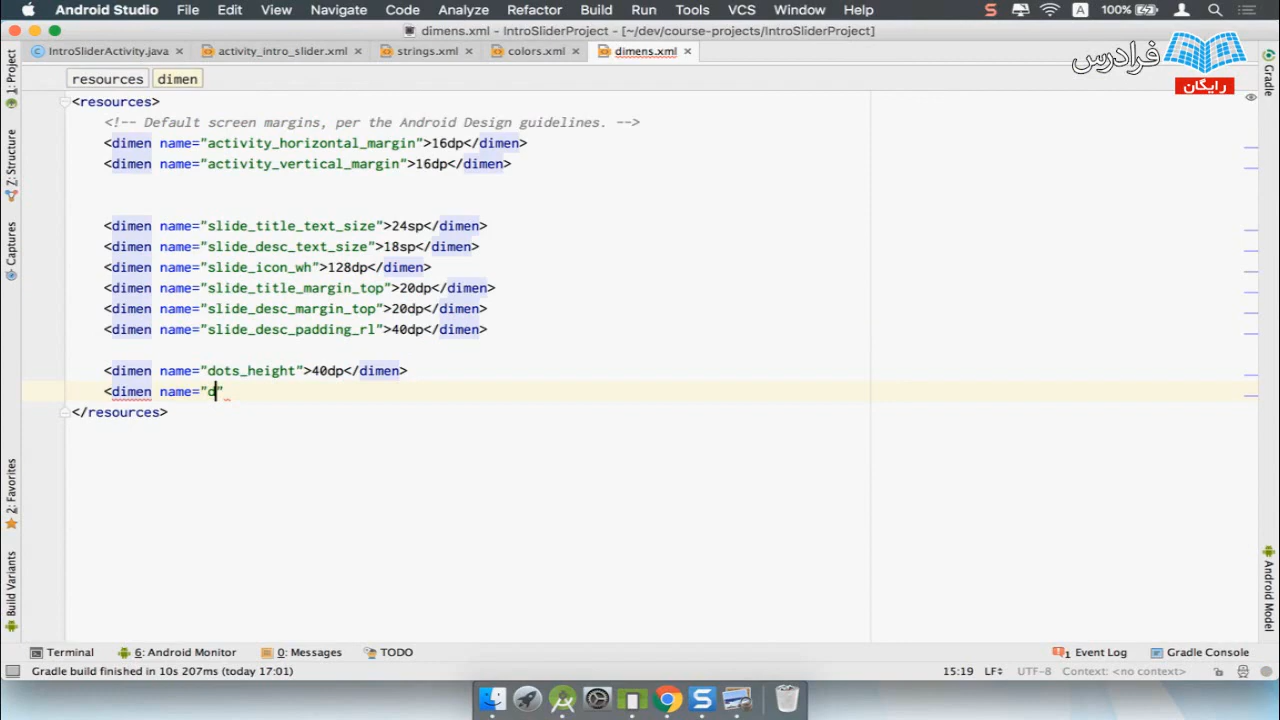 Android Studio File Edit View Navigate Code Analyze Refactor Build Run Tools VCS Window Help 100%
dimens.xml - IntroSliderProject - [~/dev/course-projects/IntroSliderProject]
IntroSliderActivity.java activity_intro_slider.xml strings.xml colors.xml dimens.xml
فرادرس
رایگان
resources dimen
1: Project
Z: Structure
Captures
2: Favorites
Build Variants
Gradle
Android Model
<resources>
<!-- Default screen margins, per the Android Design guidelines. -->
<dimen name="activity_horizontal_margin">16dp</dimen>
<dimen name="activity_vertical_margin">16dp</dimen>
<dimen name="slide_title_text_size">24sp</dimen>
<dimen name="slide_desc_text_size">18sp</dimen>
<dimen name="slide_icon_wh">128dp</dimen>
<dimen name="slide_title_margin_top">20dp</dimen>
<dimen name="slide_desc_margin_top">20dp</dimen>
<dimen name="slide_desc_padding_rl">40dp</dimen>
<dimen name="dots_height">40dp</dimen>
<dimen name="d"
</resources>
Terminal 6: Android Monitor 0: Messages TODO 1 Event Log Gradle Console
Gradle build finished in 10s 207ms (today 17:01) 15:19 LF÷ UTF-8 Context: <no context>